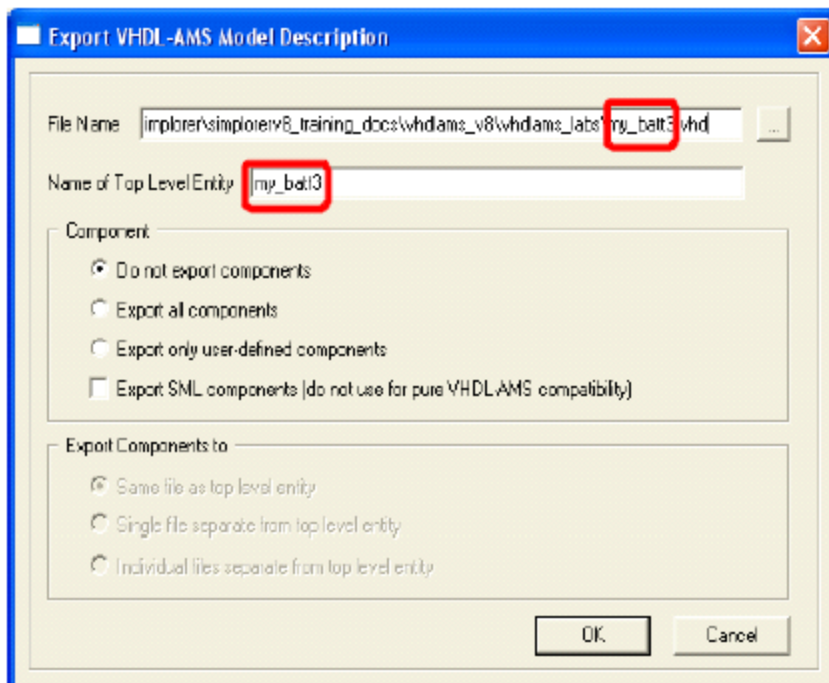 Export VHDL-AMS Model Description
File Name implorer\simplorerv8_training_docs\vhdlams_v8\vhdlams_labs\my_batt3.vhd ...
Name of Top Level Entity my_batt3
Component
Do not export components
Export all components
Export only user-defined components
Export SML components (do not use for pure VHDL-AMS compatibility)
Export Components to
Same file as top level entity
Single file separate from top level entity
Individual files separate from top level entity
OK Cancel